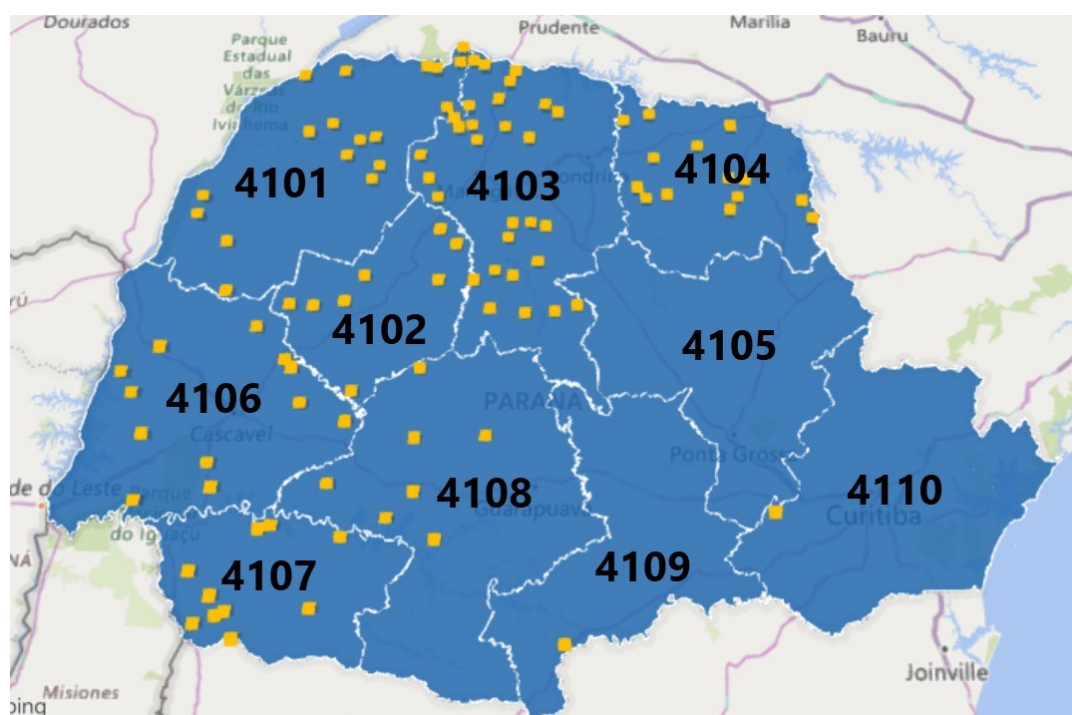 Dourados
Prudente
Marília
Bauru
Parque
Estadual
das
Várzeas
do Rio
Ivinhema
4101
4103
4104
4102
4105
PARANÁ
4106
Cascavel
Ponta Grossa
4108
4110
Guarapuava
Curitiba
do Iguaçu
4107
4109
Joinville
Misiones